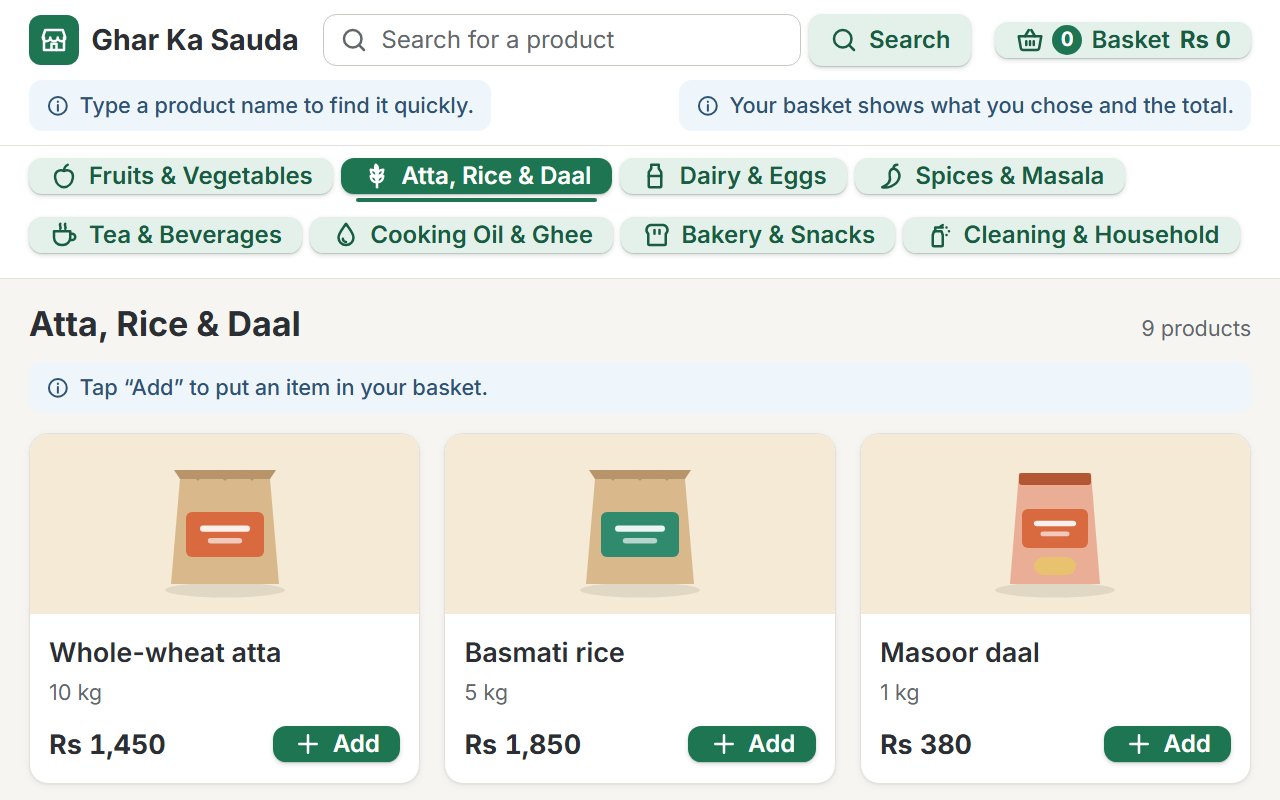 Ghar Ka Sauda
Search for a product
Search
0 Basket Rs 0
Type a product name to find it quickly.
Your basket shows what you chose and the total.
Fruits & Vegetables
Atta, Rice & Daal
Dairy & Eggs
Spices & Masala
Tea & Beverages
Cooking Oil & Ghee
Bakery & Snacks
Cleaning & Household
Atta, Rice & Daal
9 products
Tap “Add” to put an item in your basket.
Whole-wheat atta
10 kg
Rs 1,450
Add
Basmati rice
5 kg
Rs 1,850
Add
Masoor daal
1 kg
Rs 380
Add